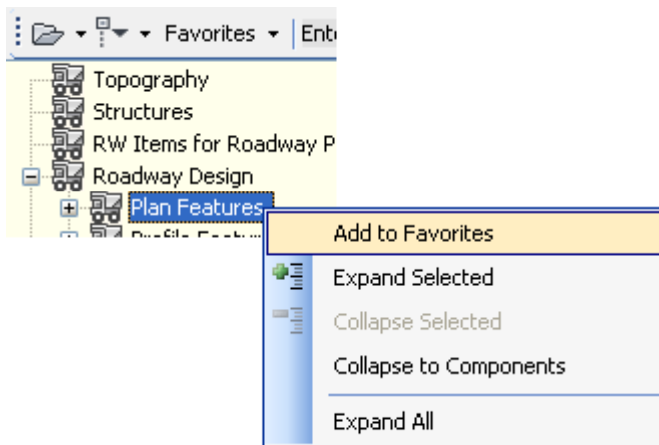 Favorites
Topography
Structures
RW Items for Roadway P
Roadway Design
Plan Features
Add to Favorites
Expand Selected
Collapse Selected
Collapse to Components
Expand All